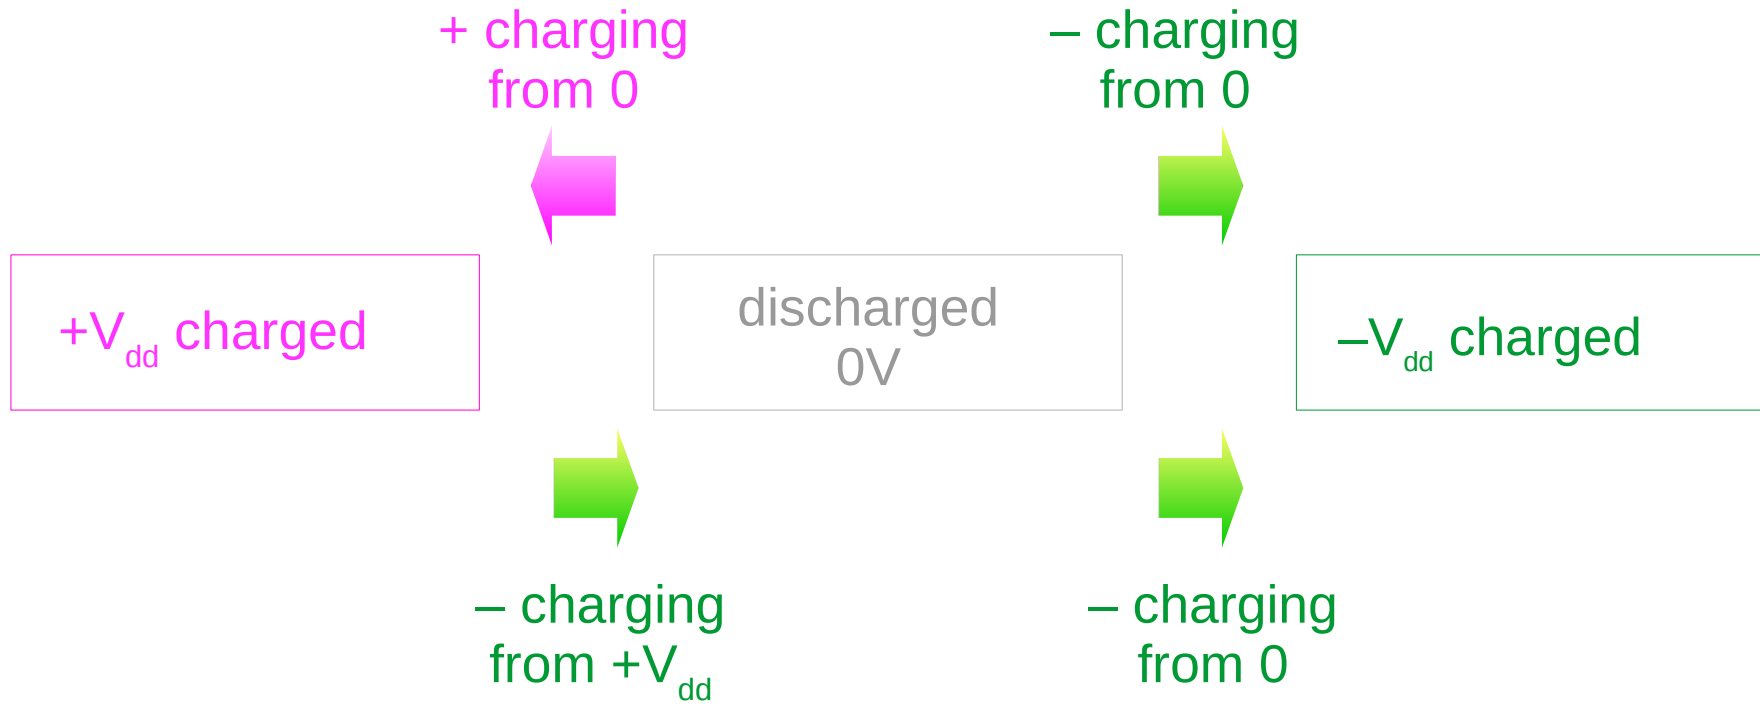 + charging
from 0
– charging
from 0
+Vdd charged
discharged
0V
–Vdd charged
– charging
from +Vdd
– charging
from 0